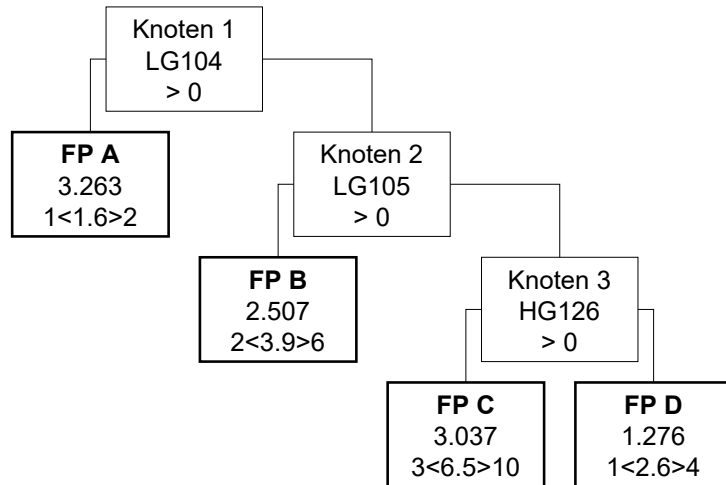 Knoten 1
LG104
> 0
FP A
3.263
1<1.6>2
Knoten 2
LG105
> 0
FP B
2.507
2<3.9>6
Knoten 3
HG126
> 0
FP C
3.037
3<6.5>10
FP D
1.276
1<2.6>4